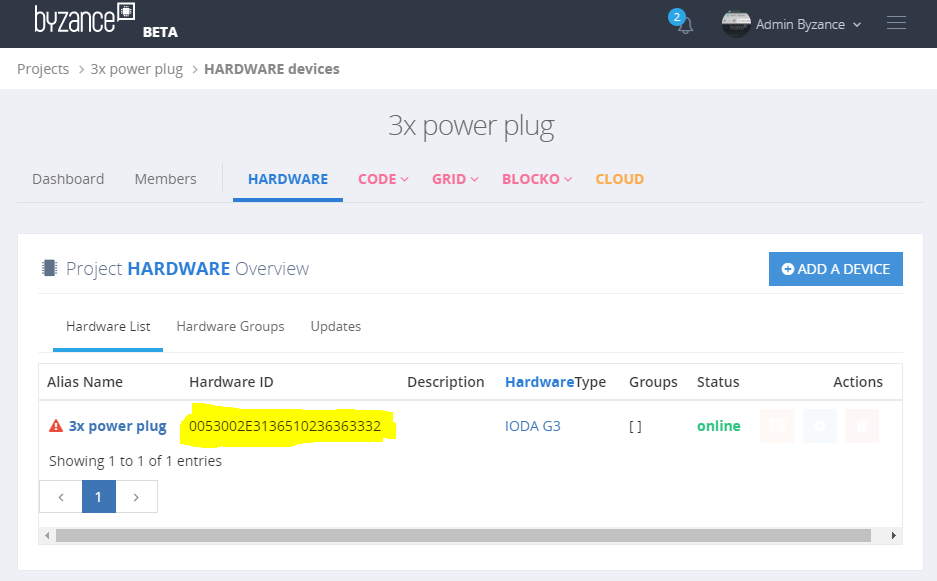 byzance BETA
2
Admin Byzance
Projects > 3x power plug > HARDWARE devices
3x power plug
Dashboard Members HARDWARE CODE GRID BLOCKO CLOUD
Project HARDWARE Overview
ADD A DEVICE
Hardware List Hardware Groups Updates
Alias Name Hardware ID Description HardwareType Groups Status Actions
3x power plug 0053002E3136510236363332 IODA G3 [ ] online
Showing 1 to 1 of 1 entries
‹ 1 ›